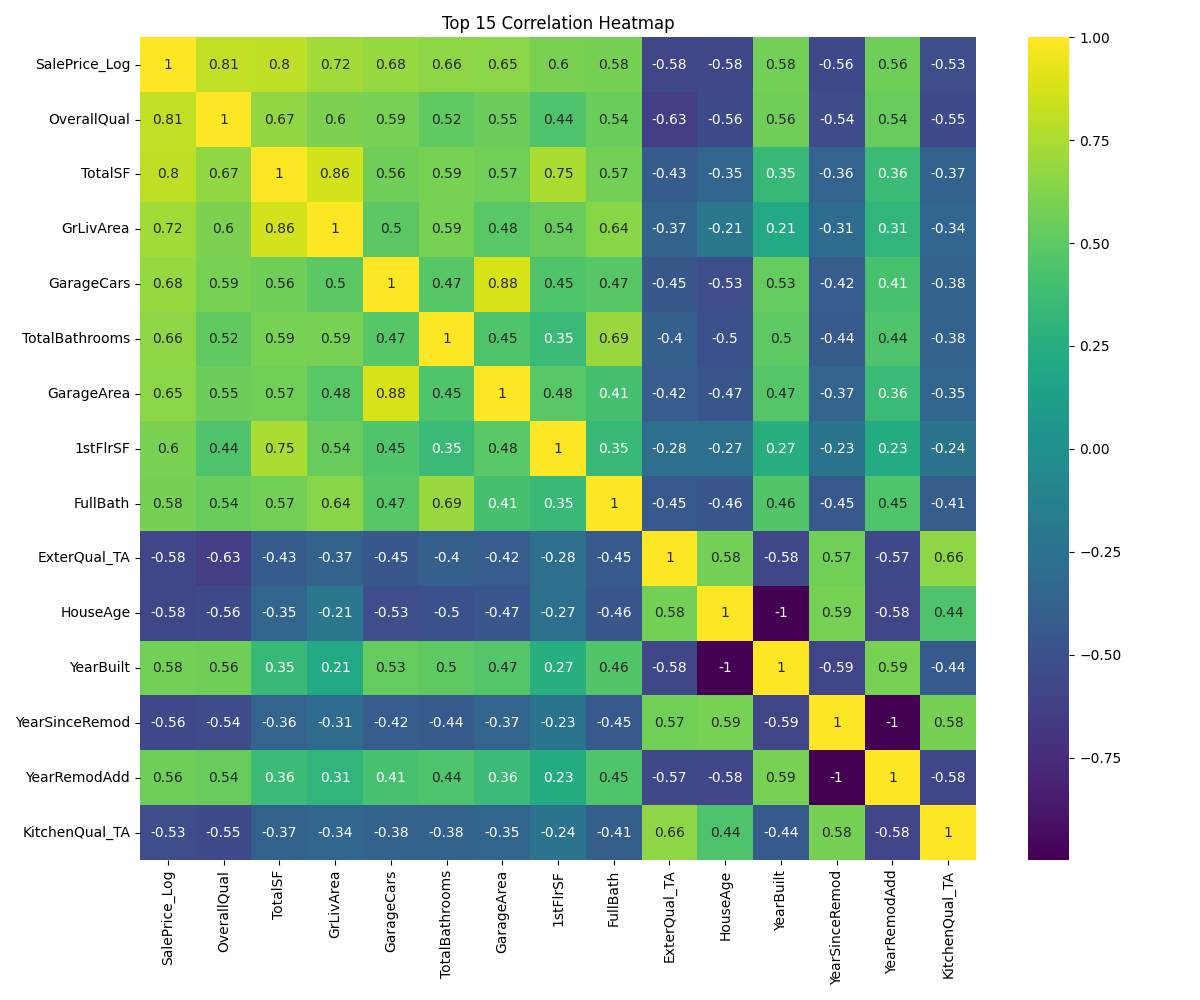 Top 15 Correlation Heatmap
SalePrice_Log 1 0.81 0.8 0.72 0.68 0.66 0.65 0.6 0.58 -0.58 -0.58 0.58 -0.56 0.56 -0.53
OverallQual 0.81 1 0.67 0.6 0.59 0.52 0.55 0.44 0.54 -0.63 -0.56 0.56 -0.54 0.54 -0.55
TotalSF 0.8 0.67 1 0.86 0.56 0.59 0.57 0.75 0.57 -0.43 -0.35 0.35 -0.36 0.36 -0.37
GrLivArea 0.72 0.6 0.86 1 0.5 0.59 0.48 0.54 0.64 -0.37 -0.21 0.21 -0.31 0.31 -0.34
GarageCars 0.68 0.59 0.56 0.5 1 0.47 0.88 0.45 0.47 -0.45 -0.53 0.53 -0.42 0.41 -0.38
TotalBathrooms 0.66 0.52 0.59 0.59 0.47 1 0.45 0.35 0.69 -0.4 -0.5 0.5 -0.44 0.44 -0.38
GarageArea 0.65 0.55 0.57 0.48 0.88 0.45 1 0.48 0.41 -0.42 -0.47 0.47 -0.37 0.36 -0.35
1stFlrSF 0.6 0.44 0.75 0.54 0.45 0.35 0.48 1 0.35 -0.28 -0.27 0.27 -0.23 0.23 -0.24
FullBath 0.58 0.54 0.57 0.64 0.47 0.69 0.41 0.35 1 -0.45 -0.46 0.46 -0.45 0.45 -0.41
ExterQual_TA -0.58 -0.63 -0.43 -0.37 -0.45 -0.4 -0.42 -0.28 -0.45 1 0.58 -0.58 0.57 -0.57 0.66
HouseAge -0.58 -0.56 -0.35 -0.21 -0.53 -0.5 -0.47 -0.27 -0.46 0.58 1 -1 0.59 -0.58 0.44
YearBuilt 0.58 0.56 0.35 0.21 0.53 0.5 0.47 0.27 0.46 -0.58 -1 1 -0.59 0.59 -0.44
YearSinceRemod -0.56 -0.54 -0.36 -0.31 -0.42 -0.44 -0.37 -0.23 -0.45 0.57 0.59 -0.59 1 -1 0.58
YearRemodAdd 0.56 0.54 0.36 0.31 0.41 0.44 0.36 0.23 0.45 -0.57 -0.58 0.59 -1 1 -0.58
KitchenQual_TA -0.53 -0.55 -0.37 -0.34 -0.38 -0.38 -0.35 -0.24 -0.41 0.66 0.44 -0.44 0.58 -0.58 1
SalePrice_Log
OverallQual
TotalSF
GrLivArea
GarageCars
TotalBathrooms
GarageArea
1stFlrSF
FullBath
ExterQual_TA
HouseAge
YearBuilt
YearSinceRemod
YearRemodAdd
KitchenQual_TA
1.00
0.75
0.50
0.25
0.00
−0.25
−0.50
−0.75